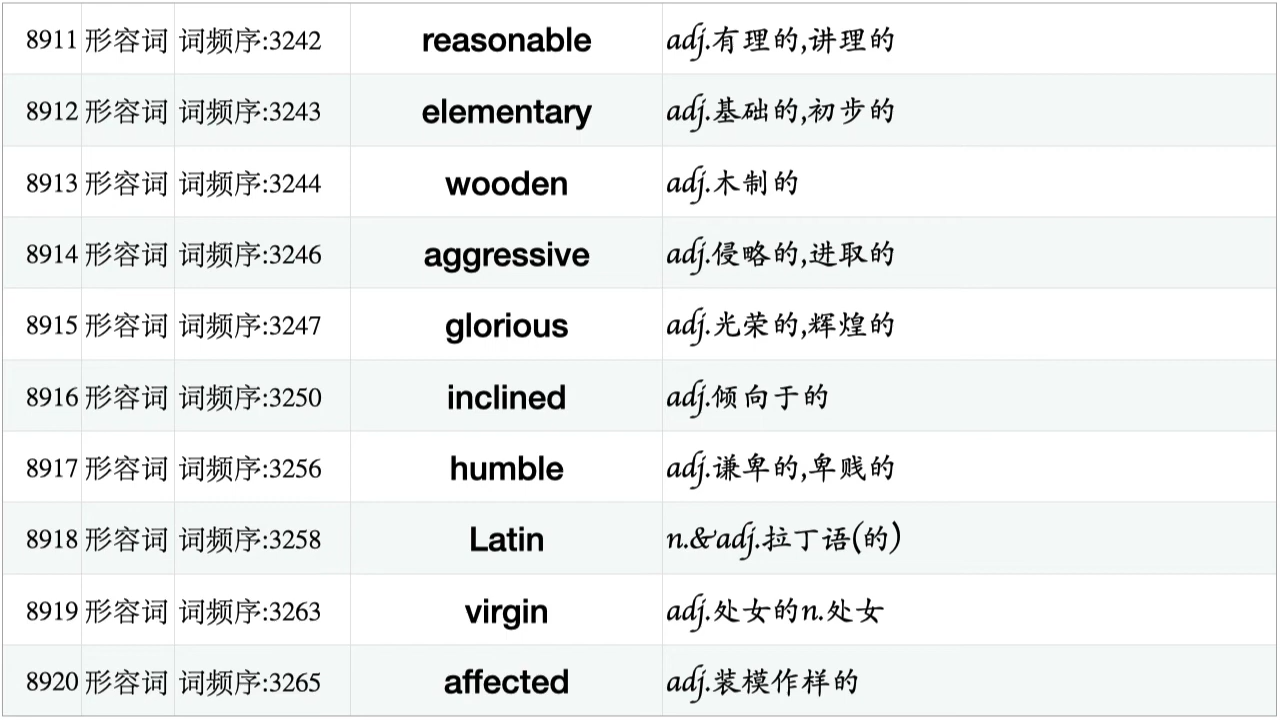 8911 形容词 词频序:3242 reasonable adj.有理的,讲理的
8912 形容词 词频序:3243 elementary adj.基础的,初步的
8913 形容词 词频序:3244 wooden adj.木制的
8914 形容词 词频序:3246 aggressive adj.侵略的,进取的
8915 形容词 词频序:3247 glorious adj.光荣的,辉煌的
8916 形容词 词频序:3250 inclined adj.倾向于的
8917 形容词 词频序:3256 humble adj.谦卑的,卑贱的
8918 形容词 词频序:3258 Latin n.&adj.拉丁语(的)
8919 形容词 词频序:3263 virgin adj.处女的n.处女
8920 形容词 词频序:3265 affected adj.装模作样的